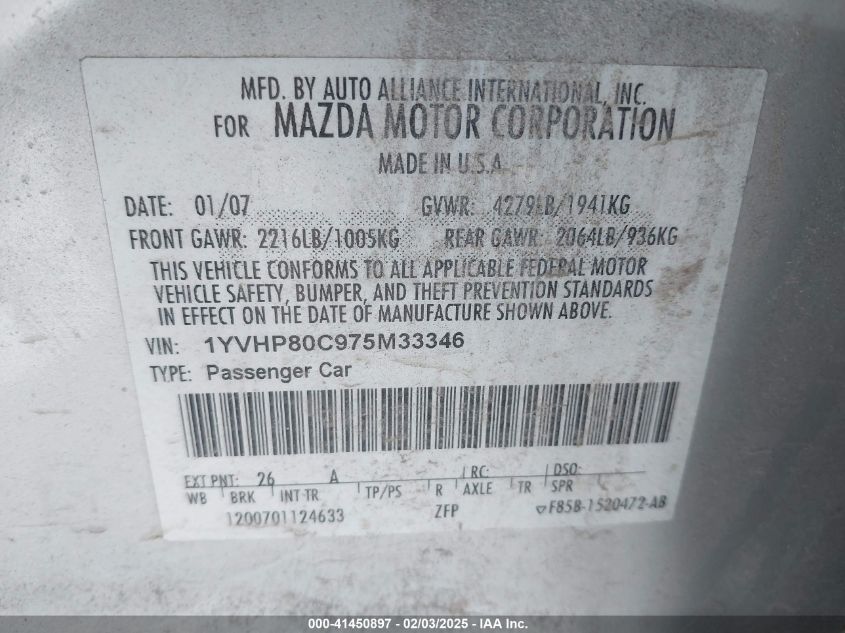 MFD. BY AUTO ALLIANCE INTERNATIONAL, INC.
FOR MAZDA MOTOR CORPORATION
MADE IN U.S.A.
DATE: 01/07 GVWR: 4279LB/1941KG
FRONT GAWR: 2216LB/1005KG REAR GAWR: 2064LB/936KG
THIS VEHICLE CONFORMS TO ALL APPLICABLE FEDERAL MOTOR
VEHICLE SAFETY, BUMPER, AND THEFT PREVENTION STANDARDS
IN EFFECT ON THE DATE OF MANUFACTURE SHOWN ABOVE.
VIN: 1YVHP80C975M33346
TYPE: Passenger Car
EXT PNT: 26 A RC: DSO:
WB BRK INT TR TP/PS R AXLE TR SPR
1200701124633 ZFP F85B-1520472-AB
000-41450897 - 02/03/2025 - IAA Inc.